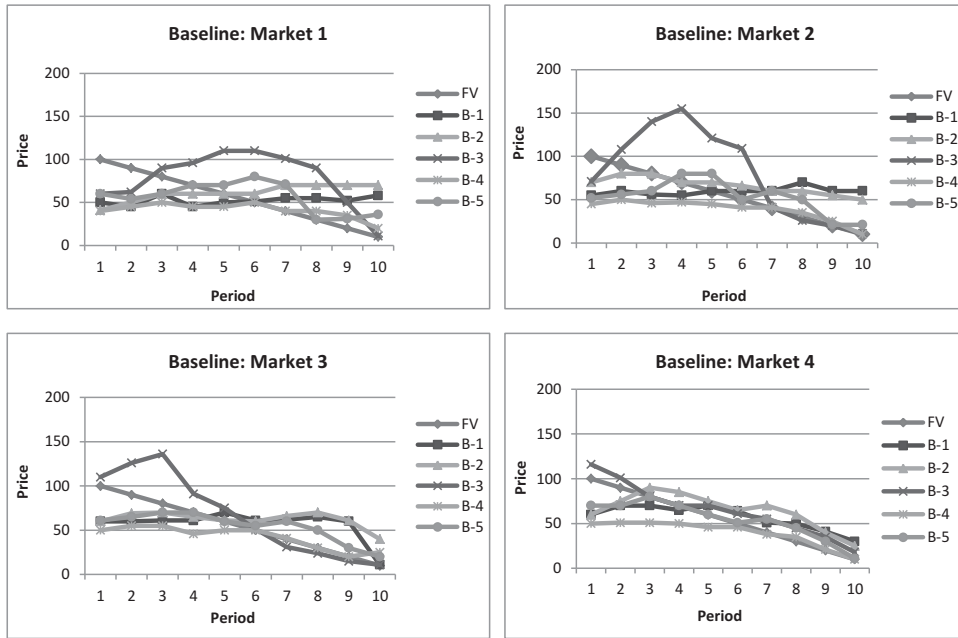 Baseline: Market 1
200
150
100
50
0
Price
1 2 3 4 5 6 7 8 9 10
Period
FV
B-1
B-2
B-3
B-4
B-5
Baseline: Market 2
200
150
100
50
0
Price
1 2 3 4 5 6 7 8 9 10
Period
FV
B-1
B-2
B-3
B-4
B-5
Baseline: Market 3
200
150
100
50
0
Price
1 2 3 4 5 6 7 8 9 10
Period
FV
B-1
B-2
B-3
B-4
B-5
Baseline: Market 4
200
150
100
50
0
Price
1 2 3 4 5 6 7 8 9 10
Period
FV
B-1
B-2
B-3
B-4
B-5